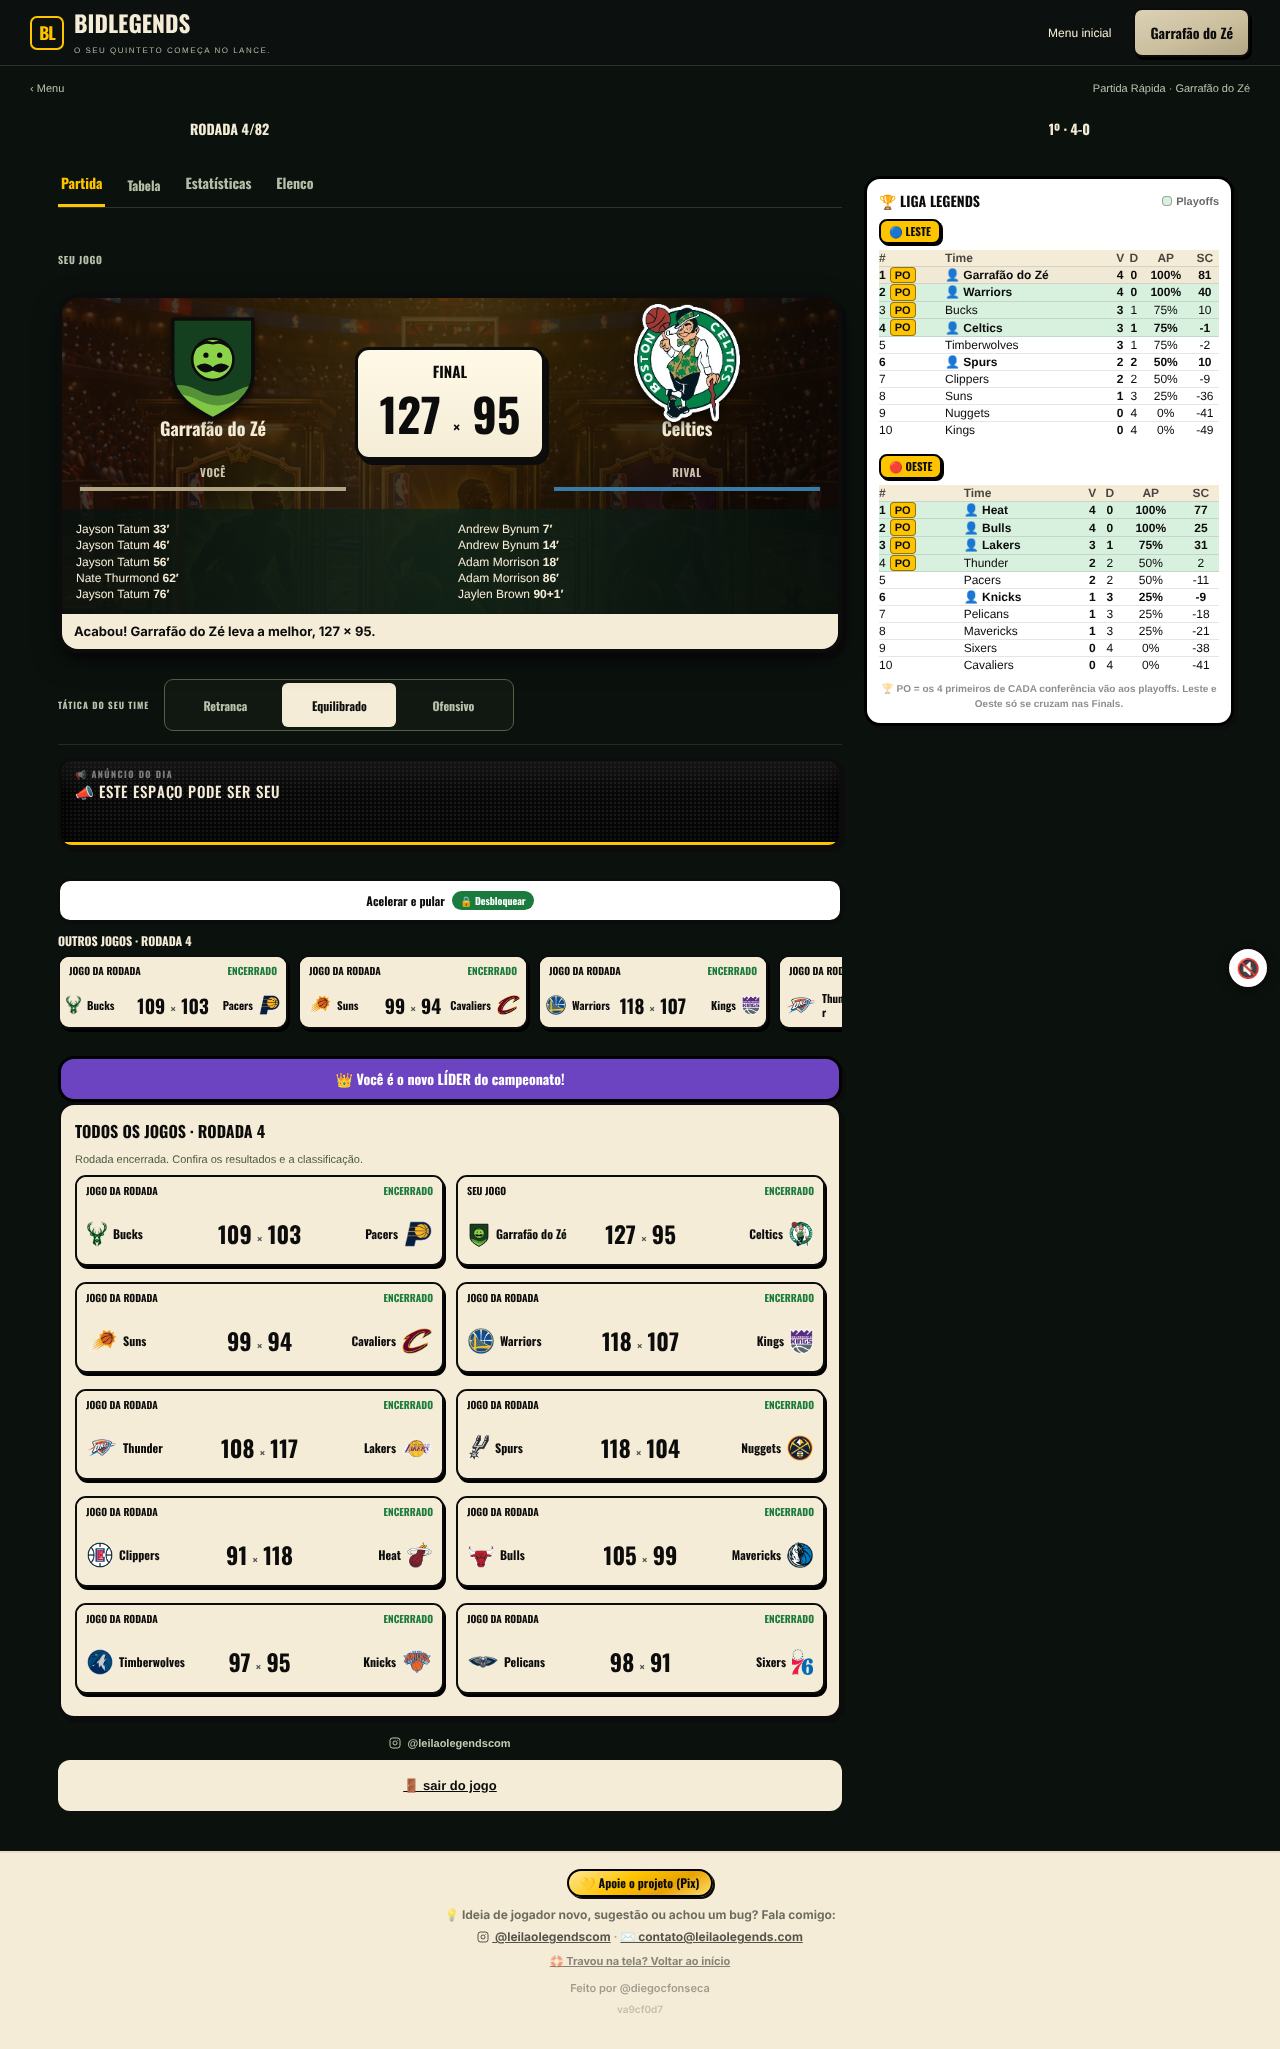 BL
BIDLEGENDS
O SEU QUINTETO COMEÇA NO LANCE.
Menu inicial
Garrafão do Zé
‹ Menu
Partida Rápida · Garrafão do Zé
RODADA 4/82
1º · 4-0
Partida
Tabela
Estatísticas
Elenco
SEU JOGO
Garrafão do Zé
VOCÊ
FINAL
127 × 95
BOSTON CELTICS
Celtics
RIVAL
Jayson Tatum 33′
Jayson Tatum 46′
Jayson Tatum 56′
Nate Thurmond 62′
Jayson Tatum 76′
Andrew Bynum 7′
Andrew Bynum 14′
Adam Morrison 18′
Adam Morrison 86′
Jaylen Brown 90+1′
Acabou! Garrafão do Zé leva a melhor, 127 × 95.
TÁTICA DO SEU TIME
Retranca
Equilibrado
Ofensivo
📢 ANÚNCIO DO DIA
📣 ESTE ESPAÇO PODE SER SEU
Acelerar e pular 🔒 Desbloquear
OUTROS JOGOS · RODADA 4
JOGO DA RODADA ENCERRADO
Bucks 109 × 103 Pacers
JOGO DA RODADA ENCERRADO
Suns 99 × 94 Cavaliers
JOGO DA RODADA ENCERRADO
Warriors 118 × 107 Kings
JOGO DA ROD
Thun
r
👑 Você é o novo LÍDER do campeonato!
TODOS OS JOGOS · RODADA 4
Rodada encerrada. Confira os resultados e a classificação.
JOGO DA RODADA ENCERRADO
Bucks 109 × 103 Pacers
SEU JOGO ENCERRADO
Garrafão do Zé 127 × 95 Celtics
JOGO DA RODADA ENCERRADO
Suns 99 × 94 Cavaliers
JOGO DA RODADA ENCERRADO
Warriors 118 × 107 Kings
JOGO DA RODADA ENCERRADO
Thunder 108 × 117 Lakers
JOGO DA RODADA ENCERRADO
Spurs 118 × 104 Nuggets
JOGO DA RODADA ENCERRADO
Clippers 91 × 118 Heat
JOGO DA RODADA ENCERRADO
Bulls 105 × 99 Mavericks
JOGO DA RODADA ENCERRADO
Timberwolves 97 × 95 Knicks
JOGO DA RODADA ENCERRADO
Pelicans 98 × 91 Sixers
@leilaolegendscom
🚪 sair do jogo
🏆 LIGA LEGENDS
Playoffs
🔵 LESTE
# Time V D AP SC
1 PO 👤 Garrafão do Zé 4 0 100% 81
2 PO 👤 Warriors 4 0 100% 40
3 PO Bucks 3 1 75% 10
4 PO 👤 Celtics 3 1 75% -1
5 Timberwolves 3 1 75% -2
6 👤 Spurs 2 2 50% 10
7 Clippers 2 2 50% -9
8 Suns 1 3 25% -36
9 Nuggets 0 4 0% -41
10 Kings 0 4 0% -49
🔴 OESTE
# Time V D AP SC
1 PO 👤 Heat 4 0 100% 77
2 PO 👤 Bulls 4 0 100% 25
3 PO 👤 Lakers 3 1 75% 31
4 PO Thunder 2 2 50% 2
5 Pacers 2 2 50% -11
6 👤 Knicks 1 3 25% -9
7 Pelicans 1 3 25% -18
8 Mavericks 1 3 25% -21
9 Sixers 0 4 0% -38
10 Cavaliers 0 4 0% -41
🏆 PO = os 4 primeiros de CADA conferência vão aos playoffs. Leste e
Oeste só se cruzam nas Finals.
💛 Apoie o projeto (Pix)
💡 Ideia de jogador novo, sugestão ou achou um bug? Fala comigo:
@leilaolegendscom · ✉️ contato@leilaolegends.com
🛟 Travou na tela? Voltar ao início
Feito por @diegocfonseca
va9cf0d7